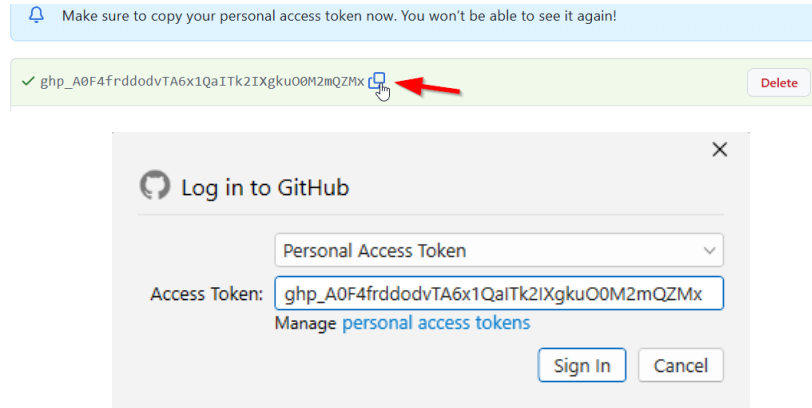 Make sure to copy your personal access token now. You won't be able to see it again!
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
Delete
Log in to GitHub
Personal Access Token
Access Token: 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
Manage personal access tokens
Sign In Cancel